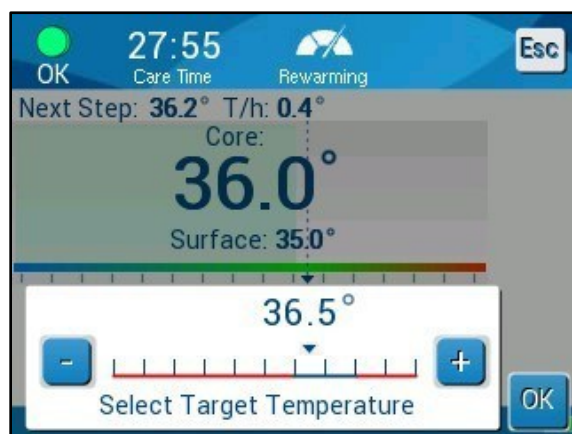 27:55
Esc
OK Care Time Rewarming
Next Step: 36.2° T/h: 0.4°
Core:
36.0°
Surface: 35.0°
36.5°
- +
Select Target Temperature
OK